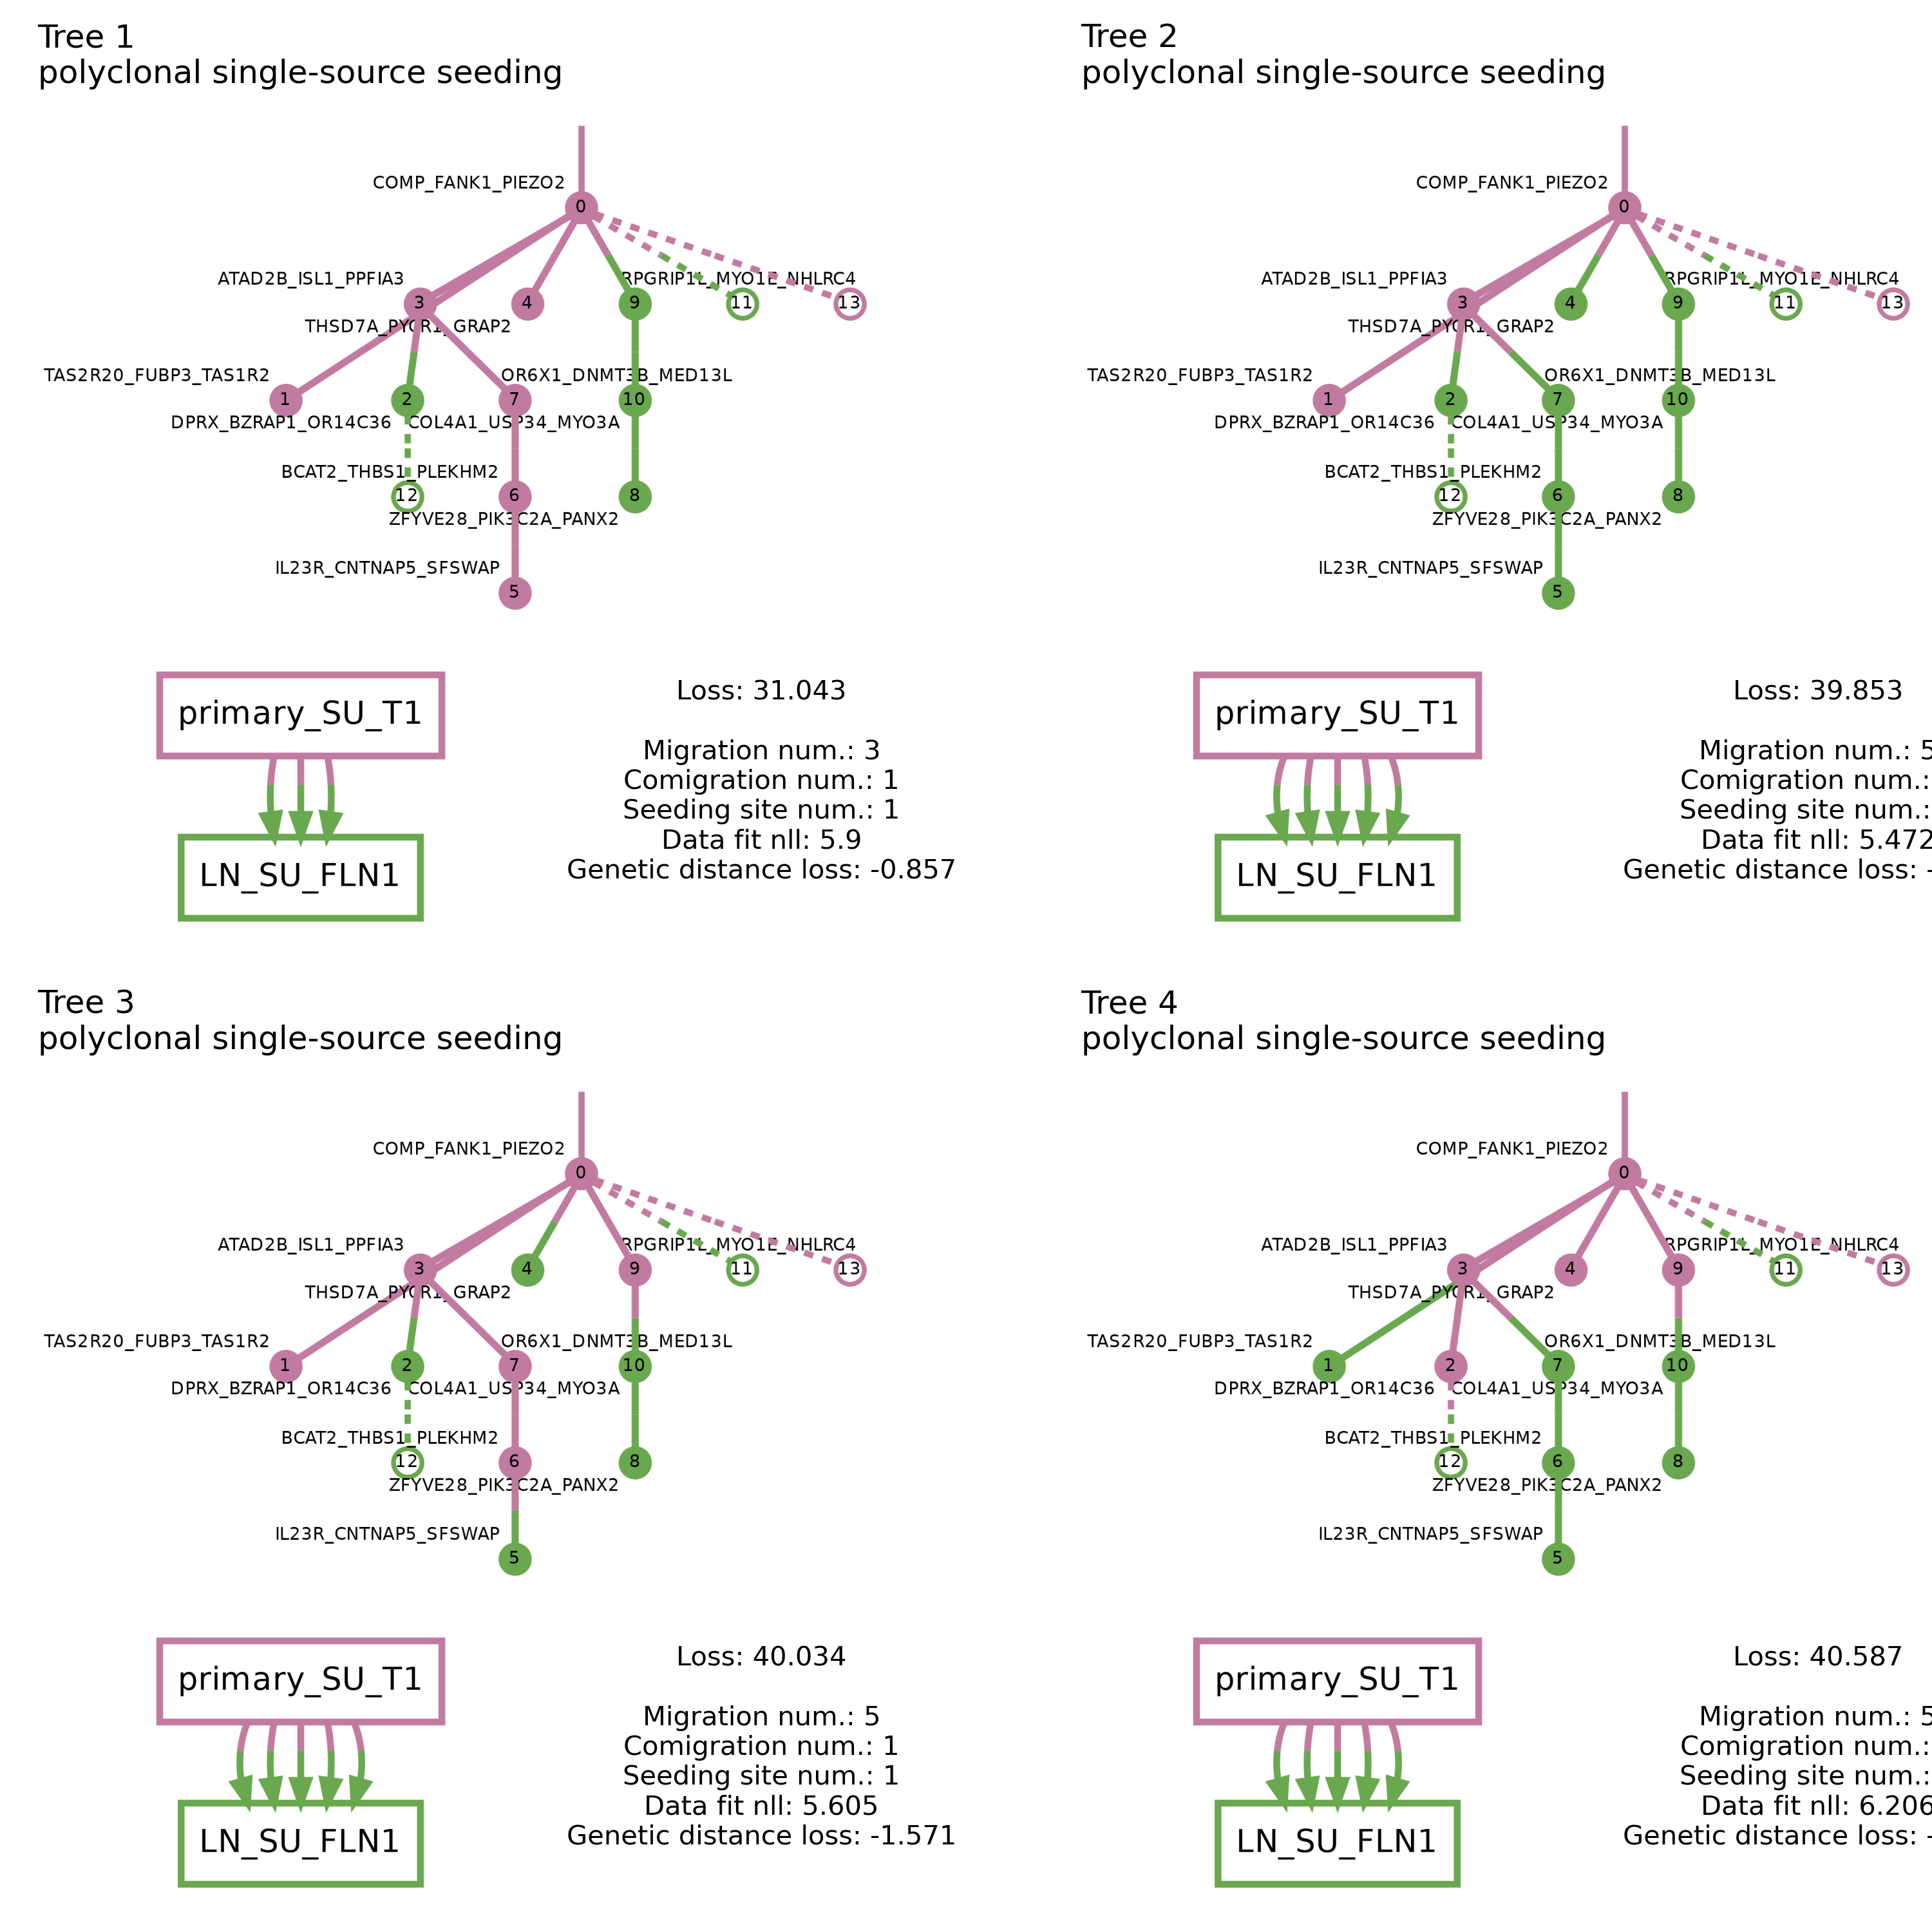 Tree 1
polyclonal single-source seeding
COMP_FANK1_PIEZO2
0
ATAD2B_ISL1_PPFIA3
RPGRIP1L_MYO1E_NHLRC4
3
4
9
11
13
THSD7A_PYCR1_GRAP2
TAS2R20_FUBP3_TAS1R2
OR6X1_DNMT3B_MED13L
1
2
7
10
DPRX_BZRAP1_OR14C36
COL4A1_USP34_MYO3A
BCAT2_THBS1_PLEKHM2
12
6
8
ZFYVE28_PIK3C2A_PANX2
IL23R_CNTNAP5_SFSWAP
5
primary_SU_T1
LN_SU_FLN1
Loss: 31.043
Migration num.: 3
Comigration num.: 1
Seeding site num.: 1
Data fit nll: 5.9
Genetic distance loss: -0.857
Tree 2
polyclonal single-source seeding
COMP_FANK1_PIEZO2
0
ATAD2B_ISL1_PPFIA3
RPGRIP1L_MYO1E_NHLRC4
3
4
9
11
13
THSD7A_PYCR1_GRAP2
TAS2R20_FUBP3_TAS1R2
OR6X1_DNMT3B_MED13L
1
2
7
10
DPRX_BZRAP1_OR14C36
COL4A1_USP34_MYO3A
BCAT2_THBS1_PLEKHM2
12
6
8
ZFYVE28_PIK3C2A_PANX2
IL23R_CNTNAP5_SFSWAP
5
primary_SU_T1
LN_SU_FLN1
Loss: 39.853
Migration num.: 5
Comigration num.:
Seeding site num.:
Data fit nll: 5.472
Genetic distance loss: -
Tree 3
polyclonal single-source seeding
COMP_FANK1_PIEZO2
0
ATAD2B_ISL1_PPFIA3
RPGRIP1L_MYO1E_NHLRC4
3
4
9
11
13
THSD7A_PYCR1_GRAP2
TAS2R20_FUBP3_TAS1R2
OR6X1_DNMT3B_MED13L
1
2
7
10
DPRX_BZRAP1_OR14C36
COL4A1_USP34_MYO3A
BCAT2_THBS1_PLEKHM2
12
6
8
ZFYVE28_PIK3C2A_PANX2
IL23R_CNTNAP5_SFSWAP
5
primary_SU_T1
LN_SU_FLN1
Loss: 40.034
Migration num.: 5
Comigration num.: 1
Seeding site num.: 1
Data fit nll: 5.605
Genetic distance loss: -1.571
Tree 4
polyclonal single-source seeding
COMP_FANK1_PIEZO2
0
ATAD2B_ISL1_PPFIA3
RPGRIP1L_MYO1E_NHLRC4
3
4
9
11
13
THSD7A_PYCR1_GRAP2
TAS2R20_FUBP3_TAS1R2
OR6X1_DNMT3B_MED13L
1
2
7
10
DPRX_BZRAP1_OR14C36
COL4A1_USP34_MYO3A
BCAT2_THBS1_PLEKHM2
12
6
8
ZFYVE28_PIK3C2A_PANX2
IL23R_CNTNAP5_SFSWAP
5
primary_SU_T1
LN_SU_FLN1
Loss: 40.587
Migration num.: 5
Comigration num.:
Seeding site num.:
Data fit nll: 6.206
Genetic distance loss: -